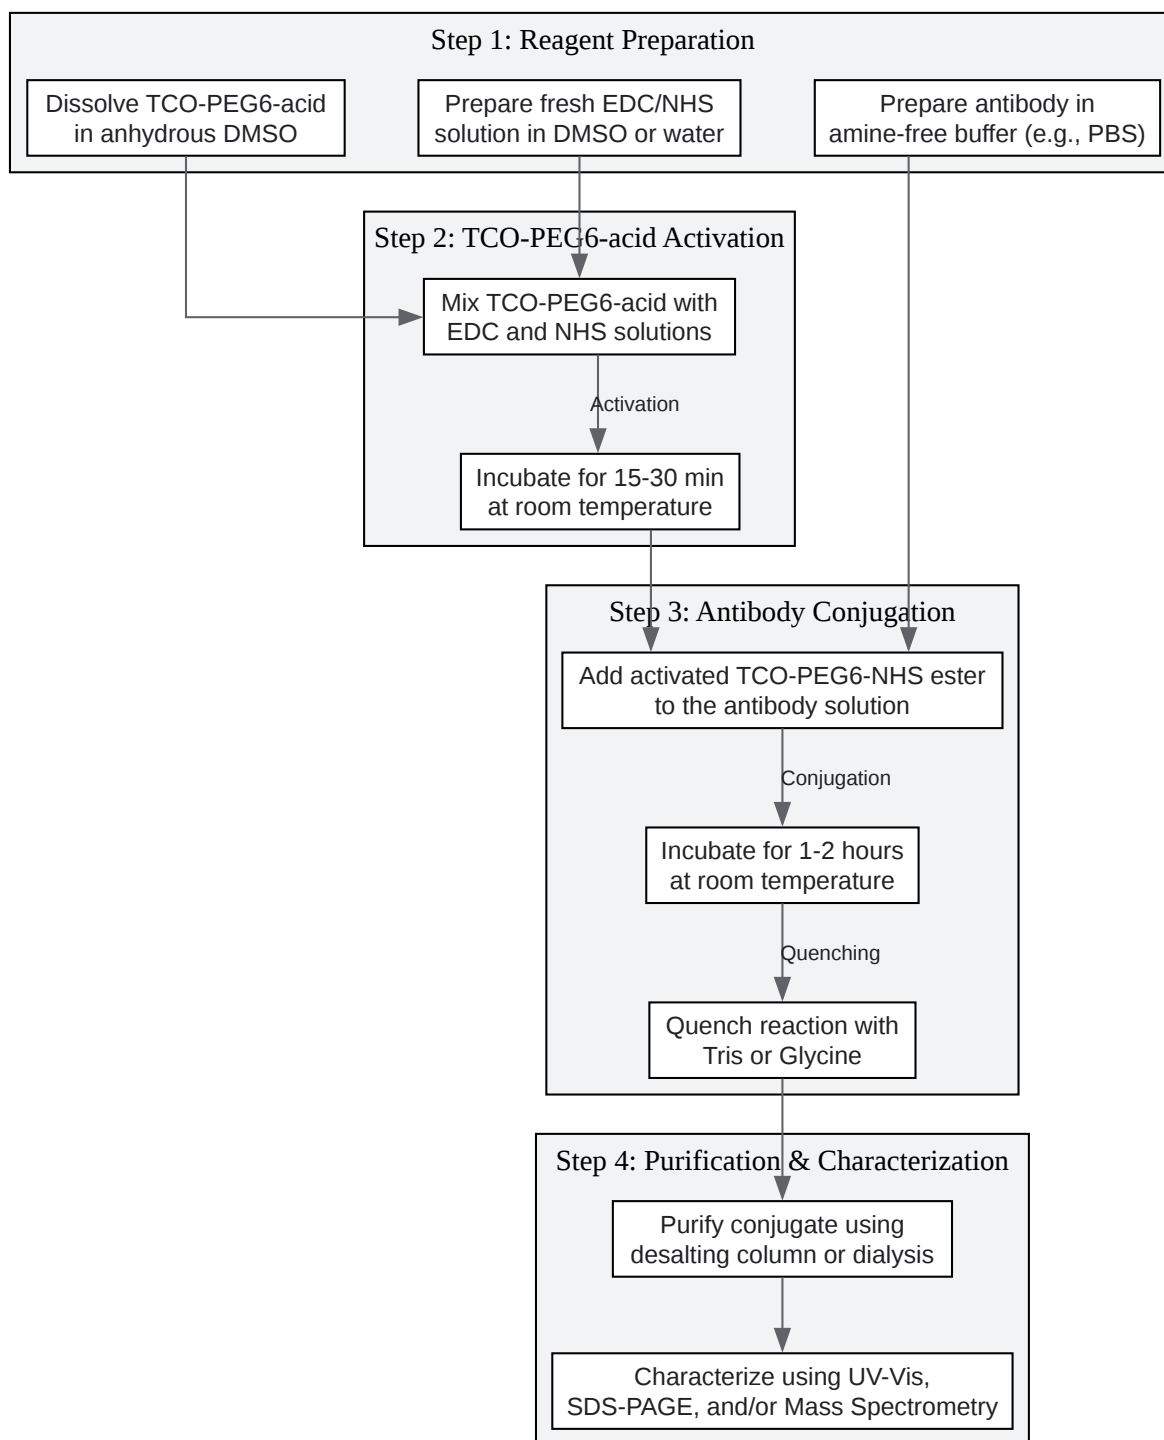 Step 1: Reagent Preparation
Dissolve TCO-PEG6-acid
in anhydrous DMSO
Prepare fresh EDC/NHS
solution in DMSO or water
Prepare antibody in
amine-free buffer (e.g., PBS)
Step 2: TCO-PEG6-acid Activation
Mix TCO-PEG6-acid with
EDC and NHS solutions
Activation
Incubate for 15-30 min
at room temperature
Step 3: Antibody Conjugation
Add activated TCO-PEG6-NHS ester
to the antibody solution
Conjugation
Incubate for 1-2 hours
at room temperature
Quenching
Quench reaction with
Tris or Glycine
Step 4: Purification & Characterization
Purify conjugate using
desalting column or dialysis
Characterize using UV-Vis,
SDS-PAGE, and/or Mass Spectrometry